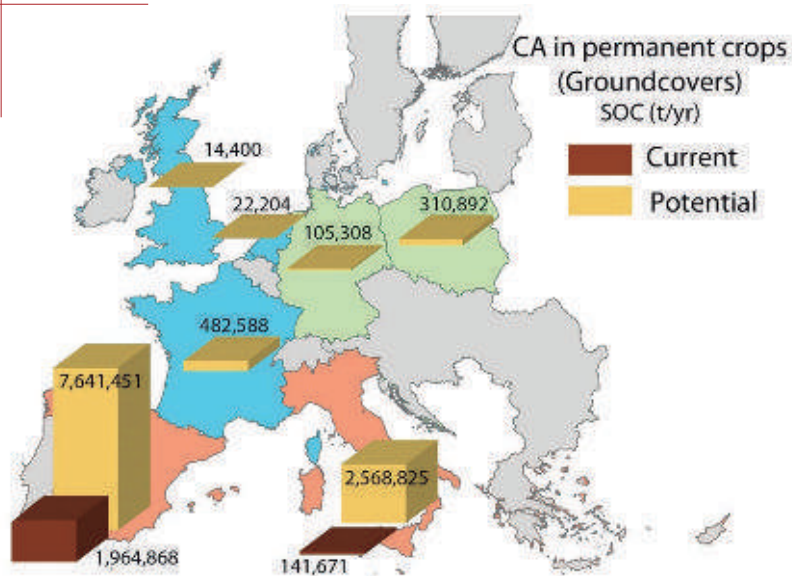 CA in permanent crops
(Groundcovers)
SOC (t/yr)
Current
Potential
14,400
22,204
105,308
310,892
482,588
7,641,451
2,568,825
1,964,868
141,671